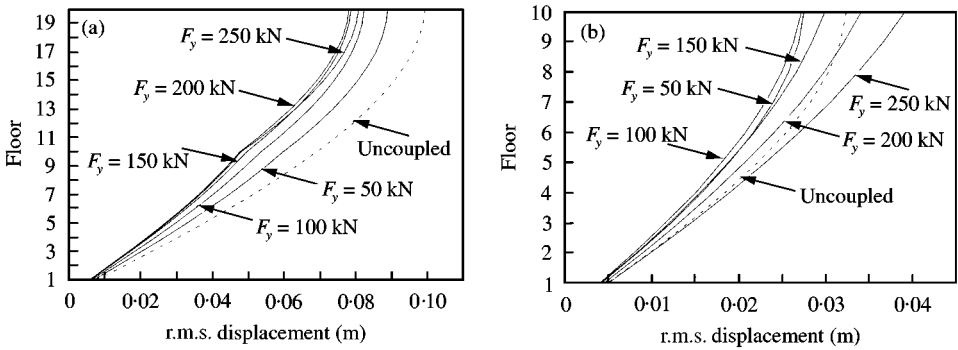 (a)
19
17
15
13
11
9
7
5
3
1
Floor
F_y = 250 kN
F_y = 200 kN
F_y = 150 kN
Uncoupled
F_y = 50 kN
F_y = 100 kN
0 0·02 0·04 0·06 0·08 0·10
r.m.s. displacement (m)
(b)
10
9
8
7
6
5
4
3
2
1
Floor
F_y = 150 kN
F_y = 50 kN
F_y = 100 kN
F_y = 250 kN
F_y = 200 kN
Uncoupled
0 0·01 0·02 0·03 0·04
r.m.s. displacement (m)